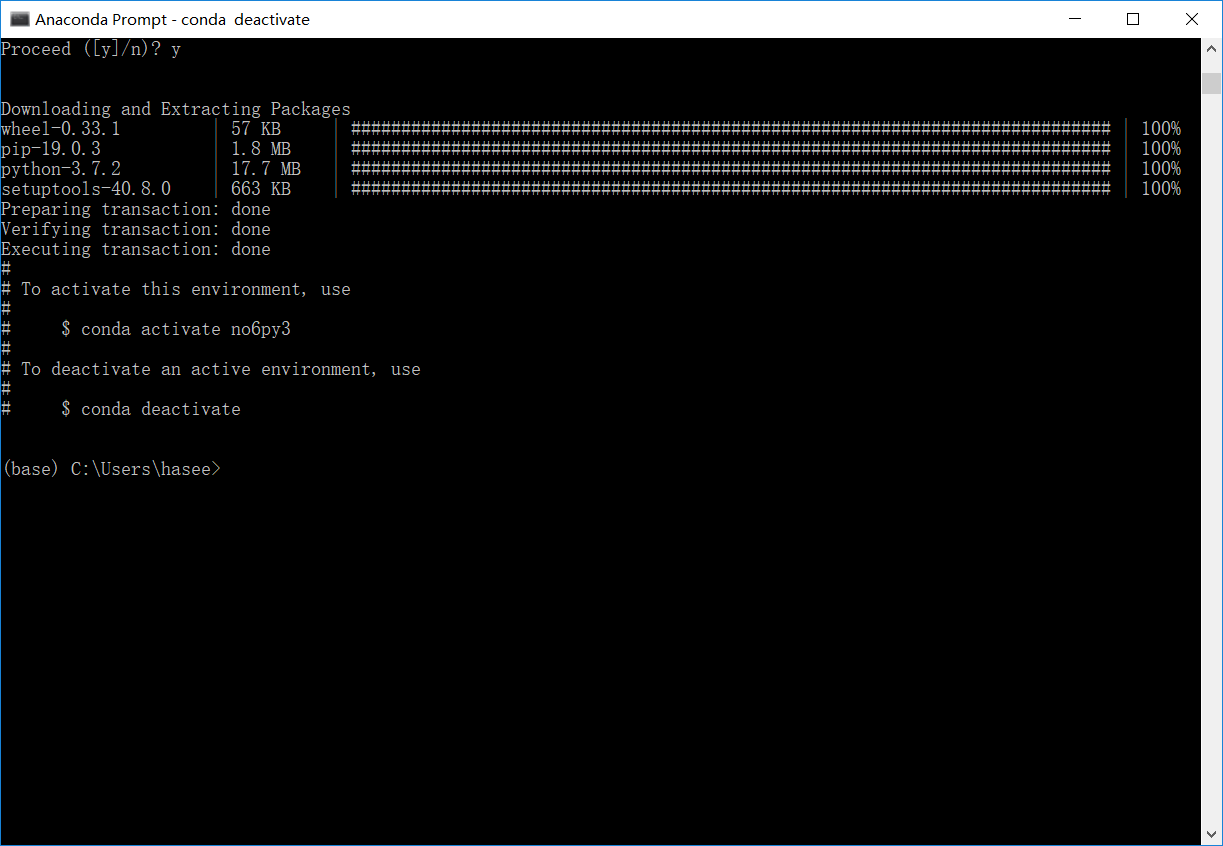 Anaconda Prompt - conda  deactivate
Proceed ([y]/n)? y
Downloading and Extracting Packages
wheel-0.33.1         | 57 KB     | ############################################################################ | 100%
pip-19.0.3           | 1.8 MB    | ############################################################################ | 100%
python-3.7.2         | 17.7 MB   | ############################################################################ | 100%
setuptools-40.8.0    | 663 KB    | ############################################################################ | 100%
Preparing transaction: done
Verifying transaction: done
Executing transaction: done
#
# To activate this environment, use
#
#     $ conda activate no6py3
#
# To deactivate an active environment, use
#
#     $ conda deactivate
(base) C:\Users\hasee>